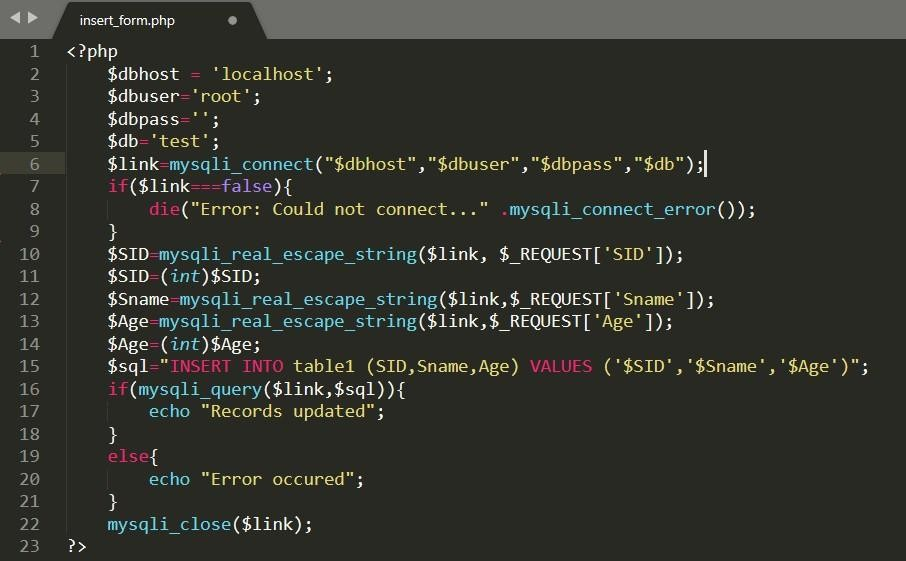 insert_form.php
1 <?php
2 $dbhost = 'localhost';
3 $dbuser='root';
4 $dbpass='';
5 $db='test';
6 $link=mysqli_connect("$dbhost","$dbuser","$dbpass","$db");
7 if($link===false){
8 die("Error: Could not connect..." .mysqli_connect_error());
9 }
10 $SID=mysqli_real_escape_string($link, $_REQUEST['SID']);
11 $SID=(int)$SID;
12 $Sname=mysqli_real_escape_string($link,$_REQUEST['Sname']);
13 $Age=mysqli_real_escape_string($link,$_REQUEST['Age']);
14 $Age=(int)$Age;
15 $sql="INSERT INTO table1 (SID,Sname,Age) VALUES ('$SID','$Sname','$Age')";
16 if(mysqli_query($link,$sql)){
17 echo "Records updated";
18 }
19 else{
20 echo "Error occured";
21 }
22 mysqli_close($link);
23 ?>